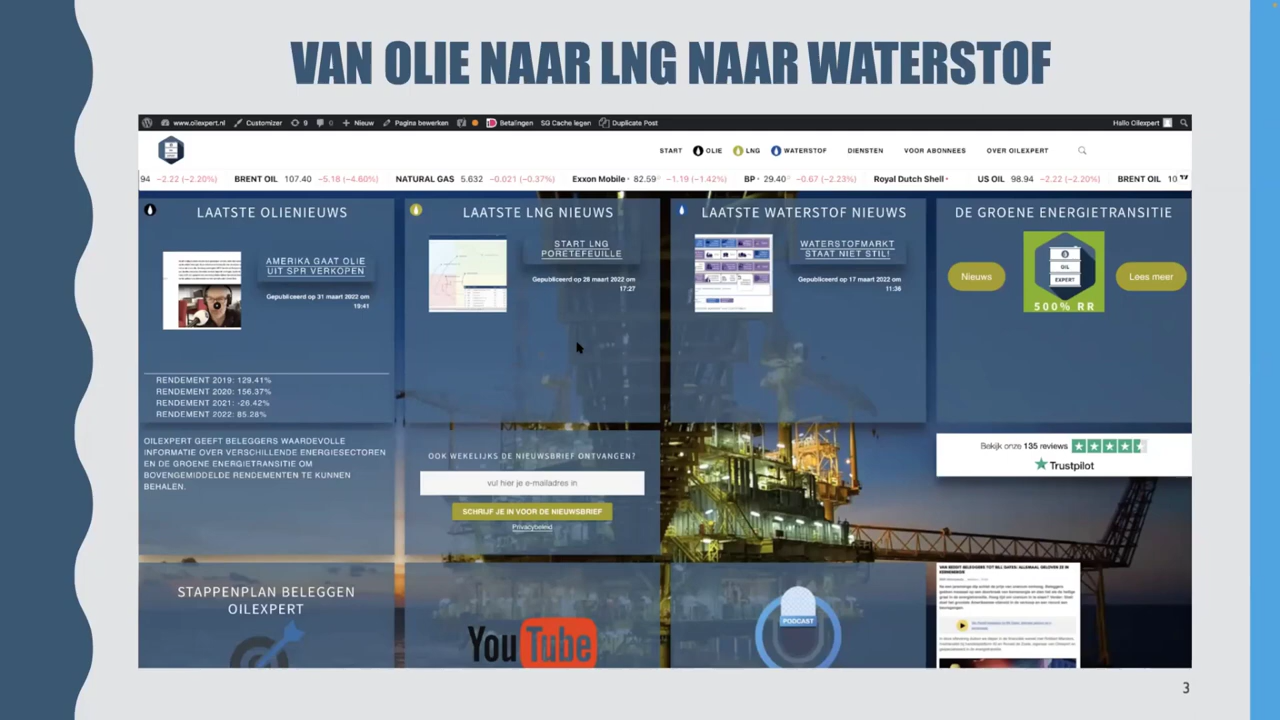 VAN OLIE NAAR LNG NAAR WATERSTOF
www.oilexpert.nl Customizer 9 0 Nieuw Pagina bewerken Betalingen SG Cache legen Duplicate Post Hallo Oilexpert
START OLIE LNG WATERSTOF DIENSTEN VOOR ABONNEES OVER OILEXPERT
94 −2.22 (−2.20%) BRENT OIL 107.40 −5.18 (−4.60%) NATURAL GAS 5.632 −0.021 (−0.37%) Exxon Mobile 82.59 −1.19 (−1.42%) BP 29.40 −0.67 (−2.23%) Royal Dutch Shell US OIL 98.94 −2.22 (−2.20%) BRENT OIL 10
LAATSTE OLIENIEUWS
AMERIKA GAAT OLIE
UIT SPR VERKOPEN
Gepubliceerd op 31 maart 2022 om
19:41
RENDEMENT 2019: 129.41%
RENDEMENT 2020: 156.37%
RENDEMENT 2021: -26.42%
RENDEMENT 2022: 85.28%
LAATSTE LNG NIEUWS
START LNG
PORETEFEUILLE
Gepubliceerd op 28 maart 2022 om
17:27
LAATSTE WATERSTOF NIEUWS
WATERSTOFMARKT
STAAT NIET STIL!
Gepubliceerd op 17 maart 2022 om
11:36
DE GROENE ENERGIETRANSITIE
Nieuws
OIL
EXPERT
500% RR
Lees meer
OILEXPERT GEEFT BELEGGERS WAARDEVOLLE
INFORMATIE OVER VERSCHILLENDE ENERGIESECTOREN
EN DE GROENE ENERGIETRANSITIE OM
BOVENGEMIDDELDE RENDEMENTEN TE KUNNEN
BEHALEN.
OOK WEKELIJKS DE NIEUWSBRIEF ONTVANGEN?
vul hier je e-mailadres in
SCHRIJF JE IN VOOR DE NIEUWSBRIEF
Privacybeleid
Bekijk onze 135 reviews
Trustpilot
OILEXPERT
YouTube
PODCAST
3